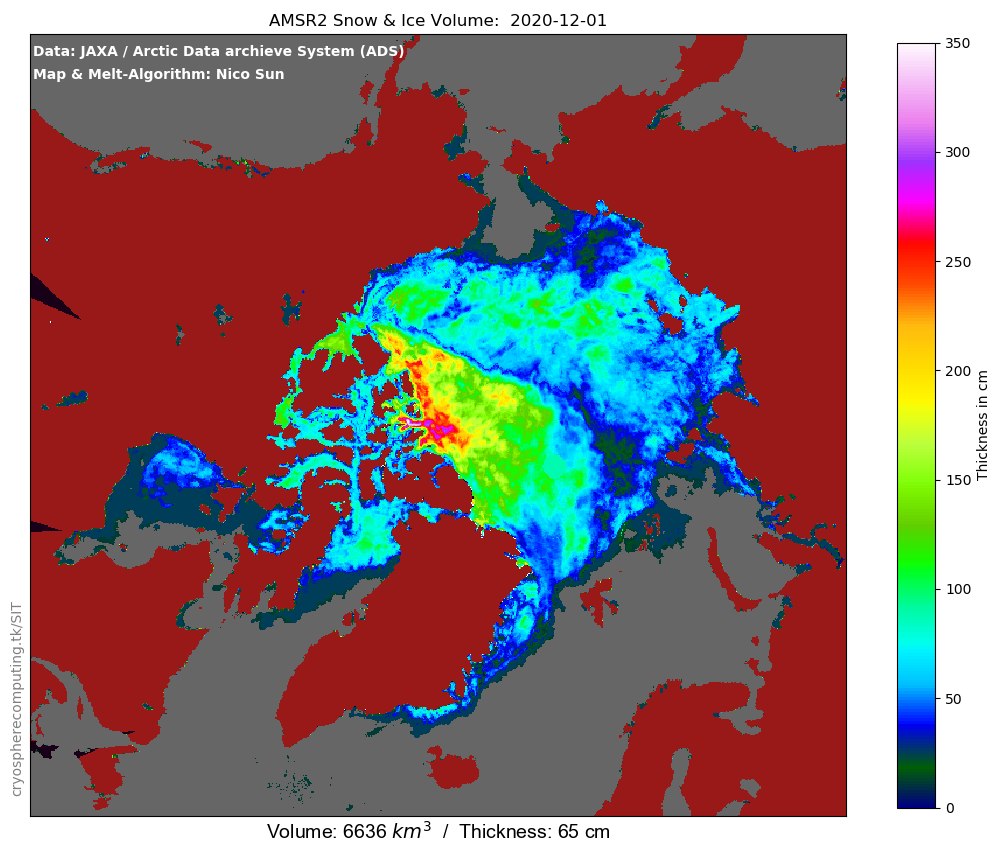 AMSR2 Snow & Ice Volume:  2020-12-01
Data: JAXA / Arctic Data archieve System (ADS)
Map & Melt-Algorithm: Nico Sun
350
300
250
200
150
100
50
0
Thickness in cm
cryospherecomputing.tk/SIT
Volume: 6636 km³  /  Thickness: 65 cm